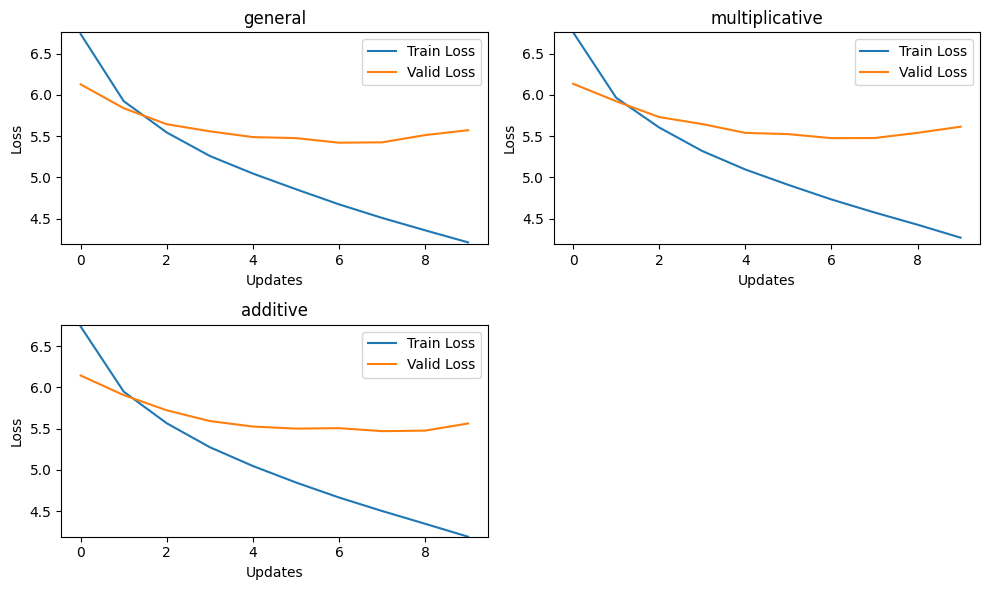 general
Loss
6.5
6.0
5.5
5.0
4.5
Train Loss
Valid Loss
0 2 4 6 8
Updates
multiplicative
Loss
6.5
6.0
5.5
5.0
4.5
Train Loss
Valid Loss
0 2 4 6 8
Updates
additive
Loss
6.5
6.0
5.5
5.0
4.5
Train Loss
Valid Loss
0 2 4 6 8
Updates